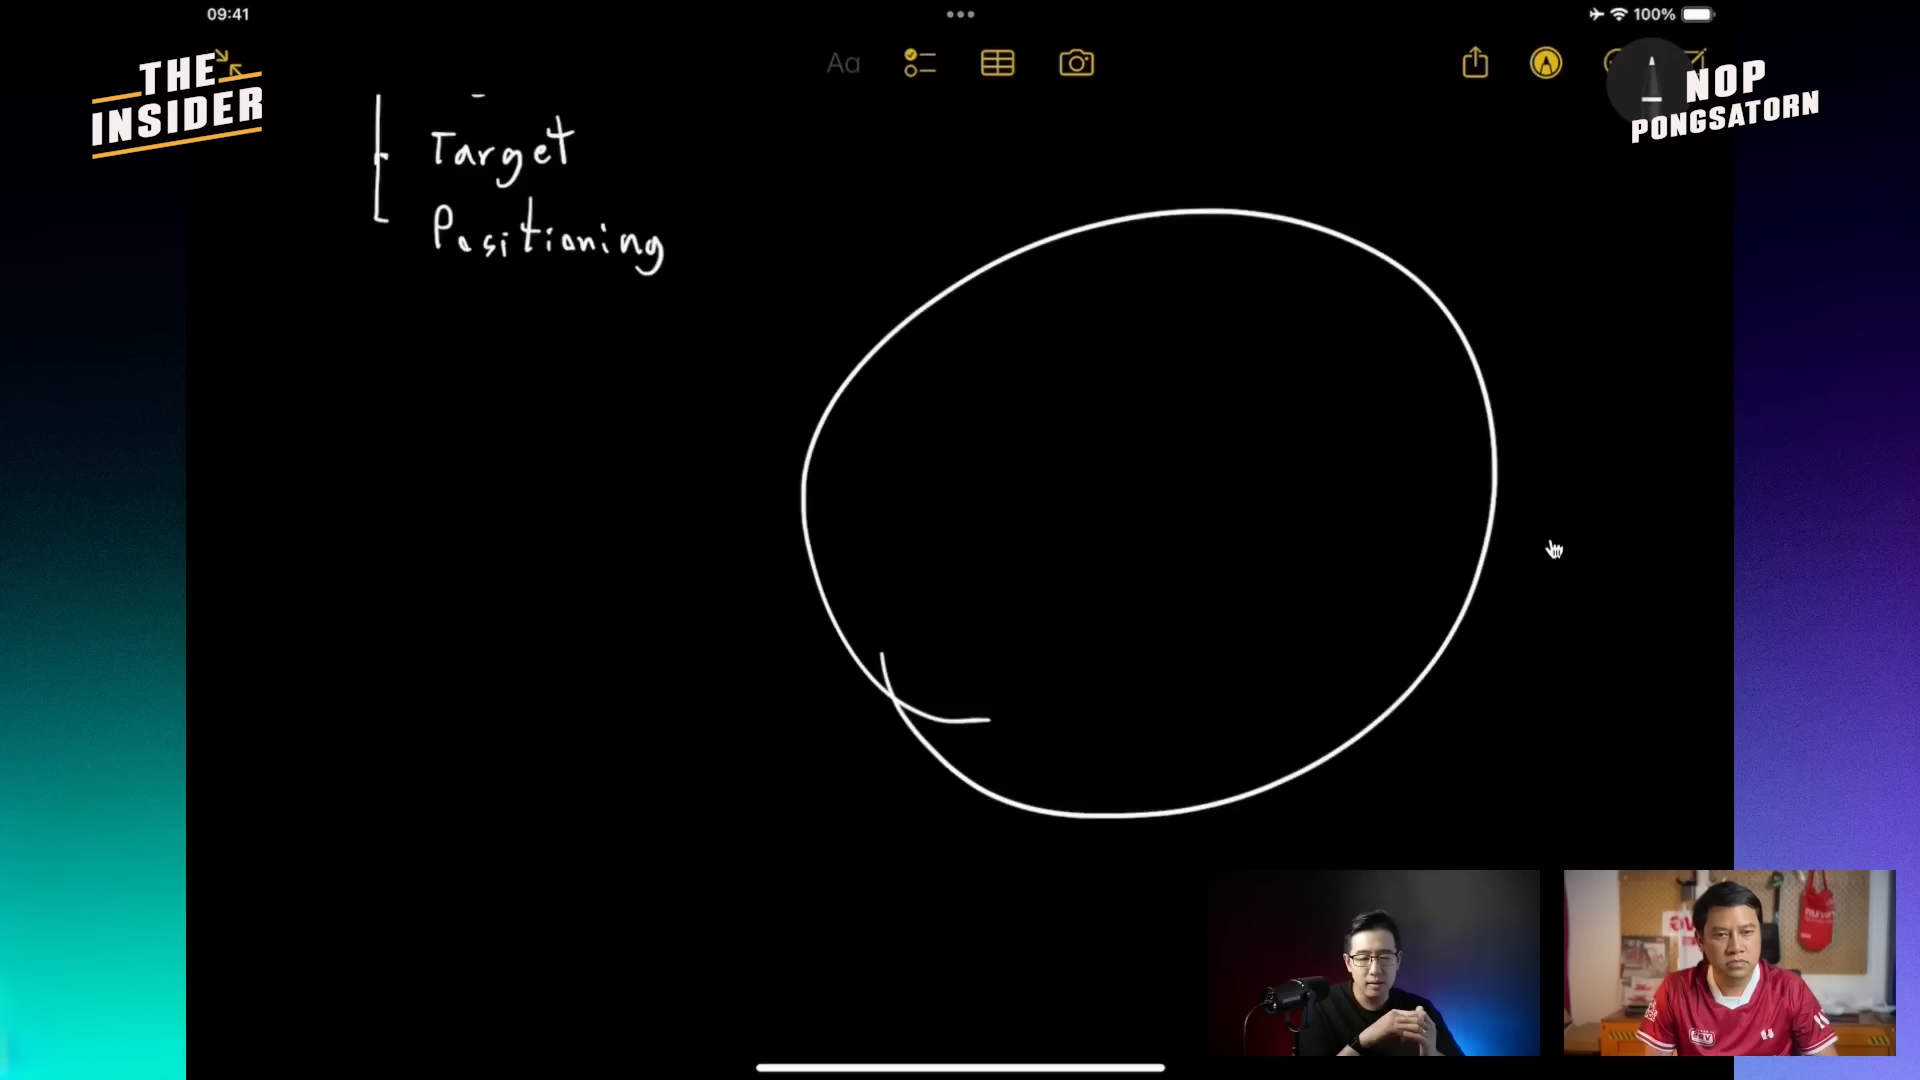 09:41
100%
THE
INSIDER
Aa
NOP
PONGSATORN
Target
Positioning